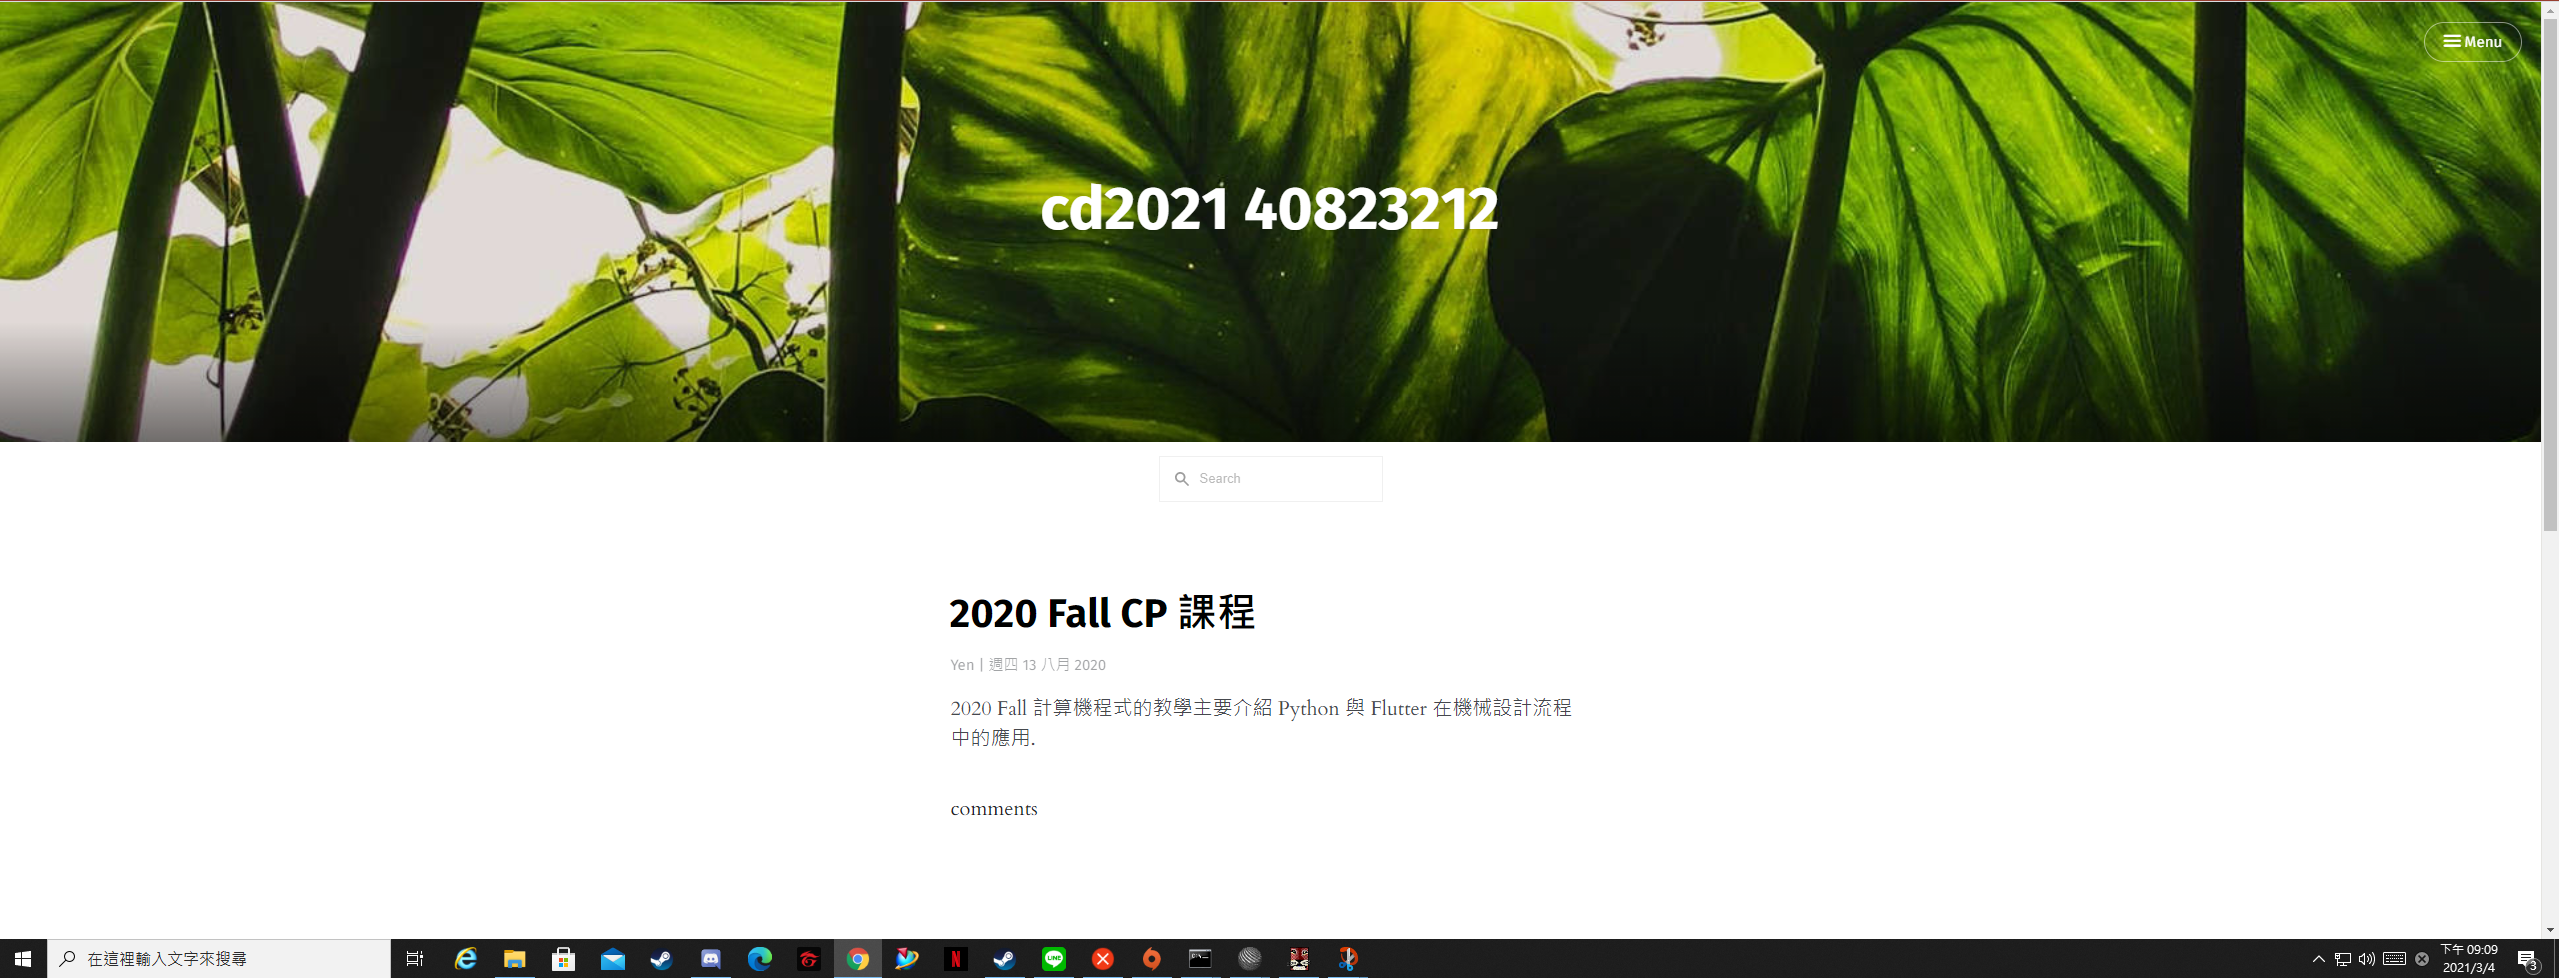 Menu
cd2021 40823212
Search
2020 Fall CP 課程
Yen | 週四 13 八月 2020
2020 Fall 計算機程式的教學主要介紹 Python 與 Flutter 在機械設計流程
中的應用.
comments
在這裡輸入文字來搜尋
下午 09:09
2021/3/4
3